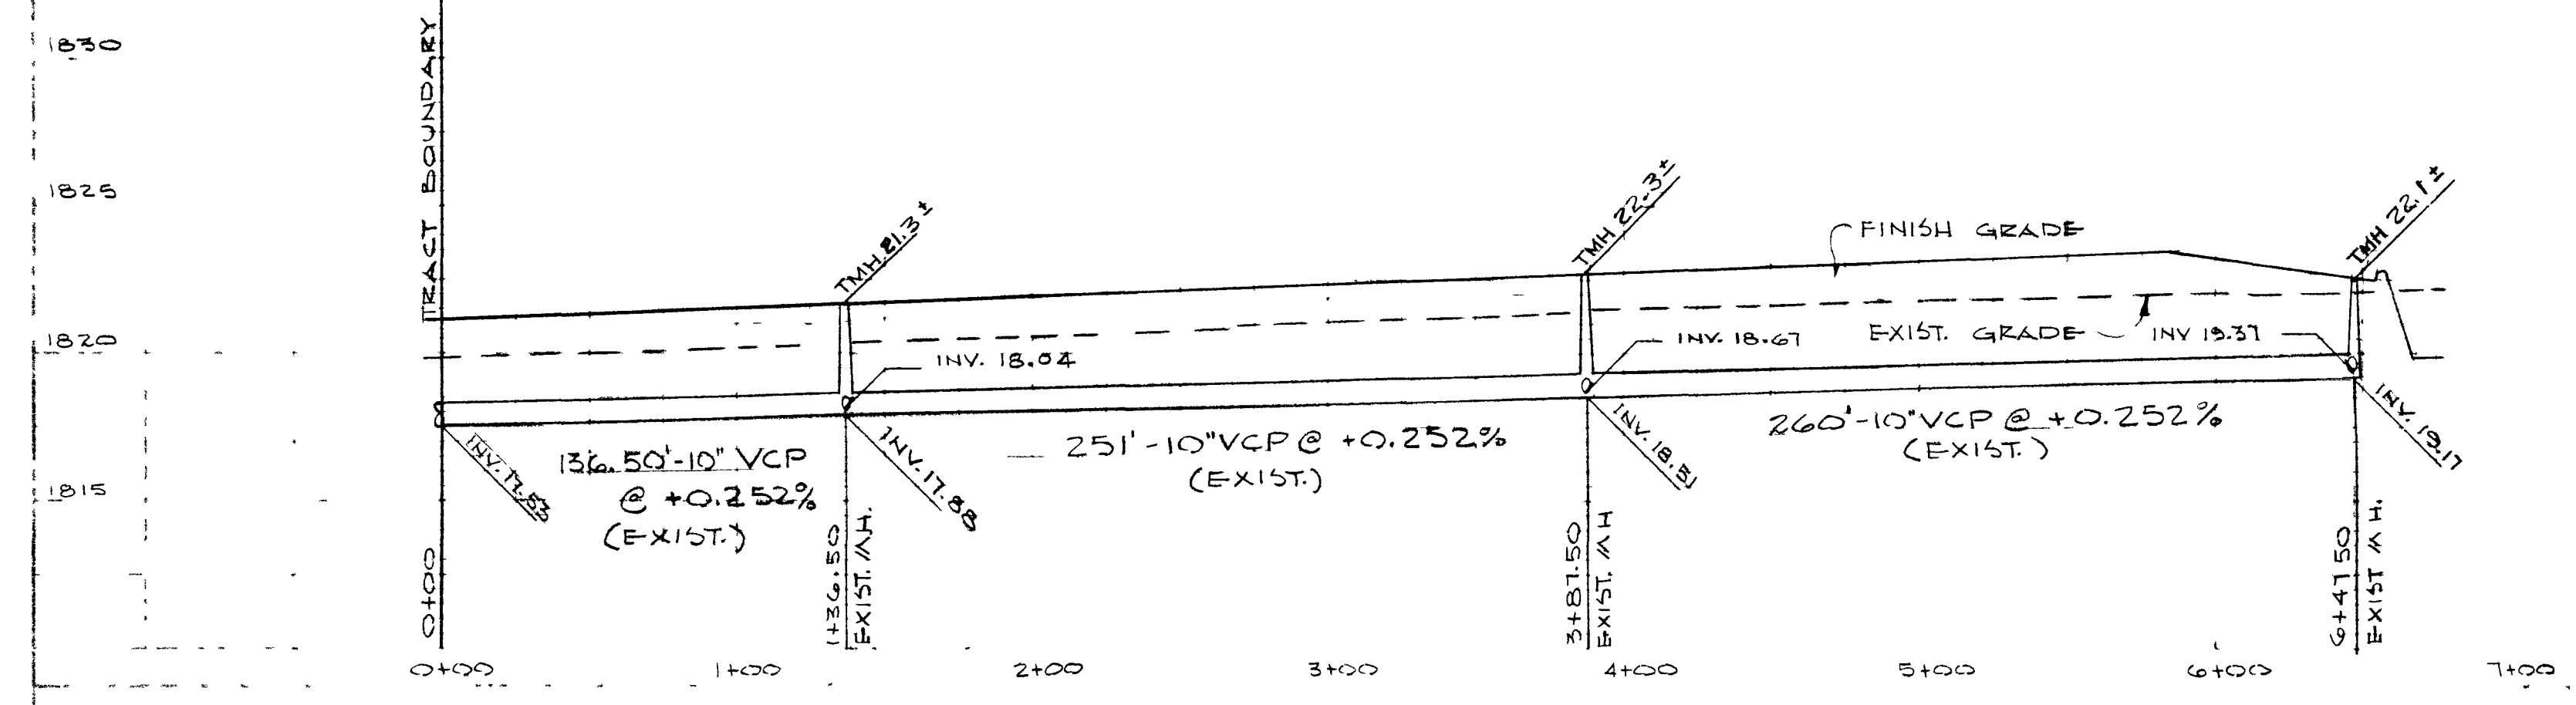 1830
1825
1820
1815
TRACT BOUNDARY
0+00
TMH 21.3±
TMH 22.3±
TMH 22.1±
FINISH GRADE
EXIST. GRADE
INV. 18.04
INV. 18.67
INV 19.37
INV. 17.53
136.50'-10" VCP
@ +0.252%
(EXIST.)
INV. 17.88
251'-10" VCP @ +0.252%
(EXIST.)
INV. 18.51
260'-10" VCP @ +0.252%
(EXIST.)
INV. 19.17
1+36.50
EXIST. MH.
3+87.50
EXIST. MH
6+47 50
EXIST MH.
0+00
1+00
2+00
3+00
4+00
5+00
6+00
7+00